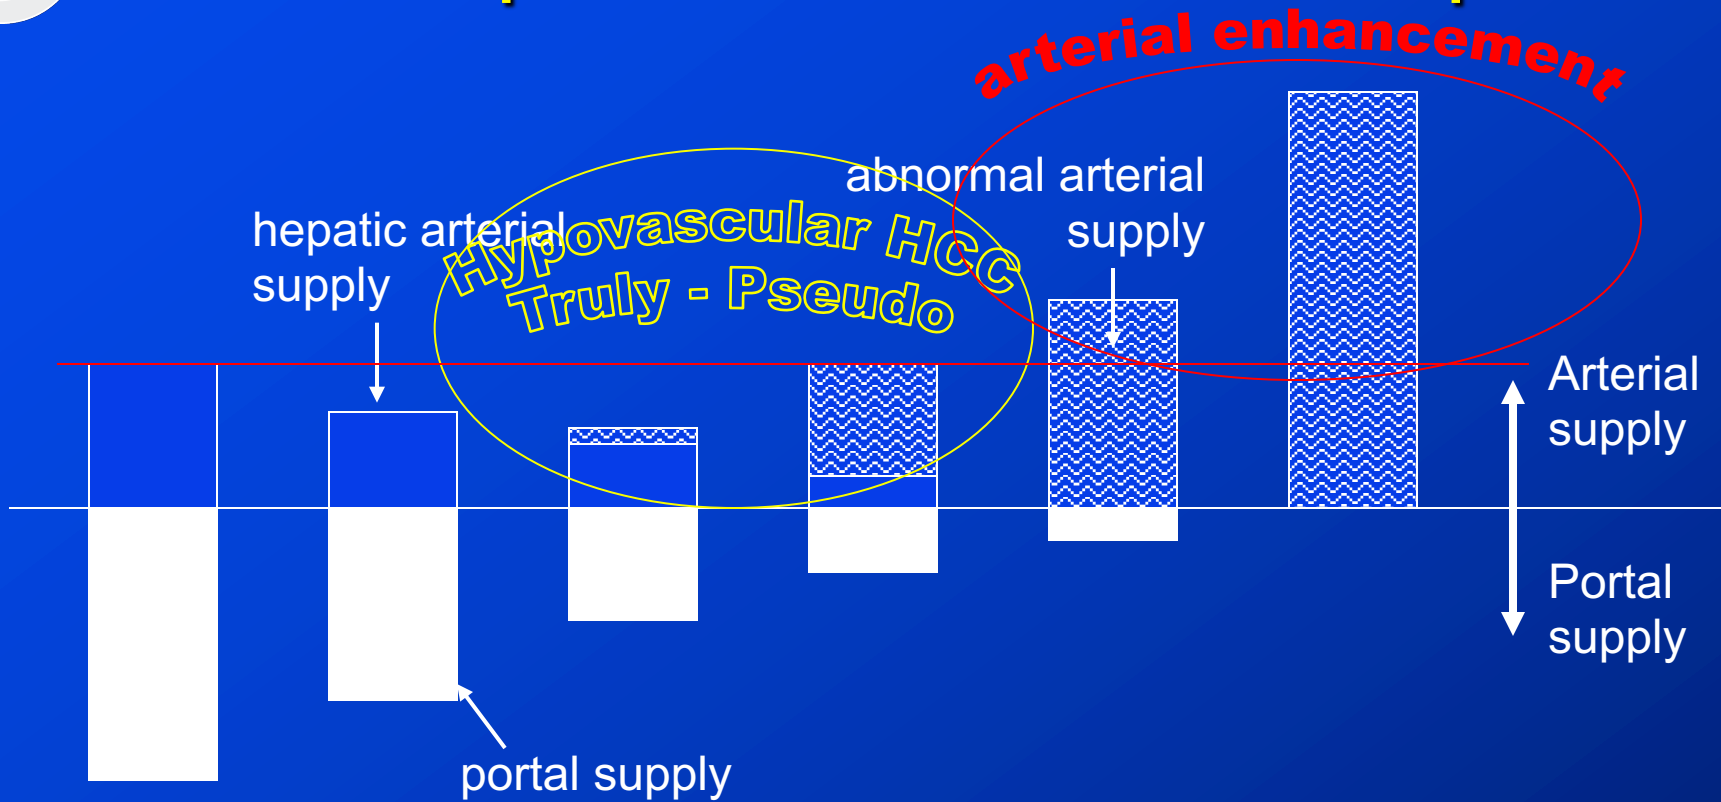 arterial enhancement
abnormal arterial
supply
hepatic arterial
supply
Hypovascular HCC
Truly - Pseudo
Arterial
supply
Portal
supply
portal supply